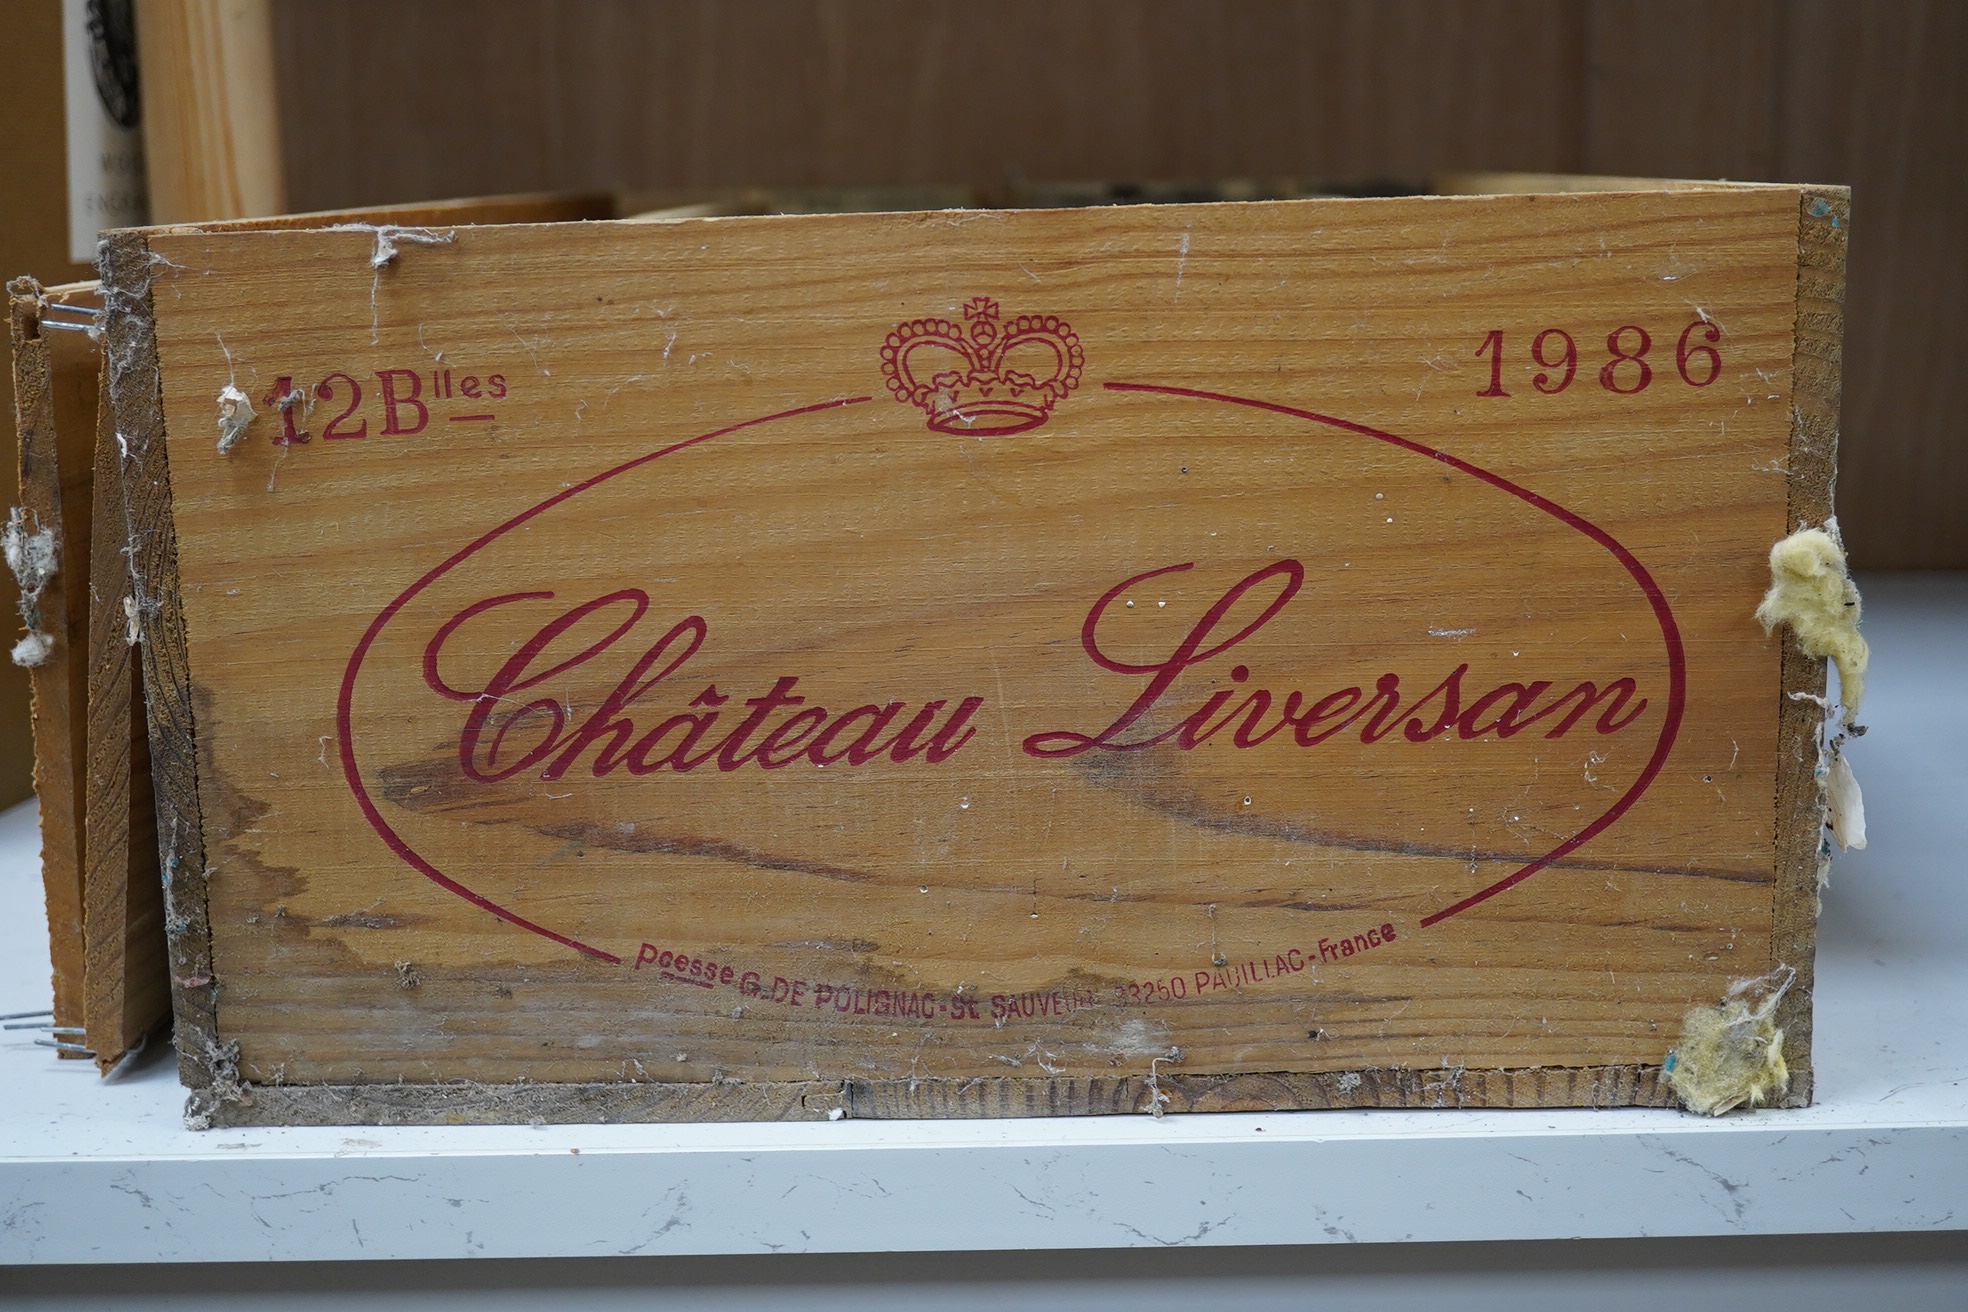 12Blles
1986
Château Liversan
Pcesse G. DE POLIGNAC - St SAUVEUR 33250 PAUILLAC - France